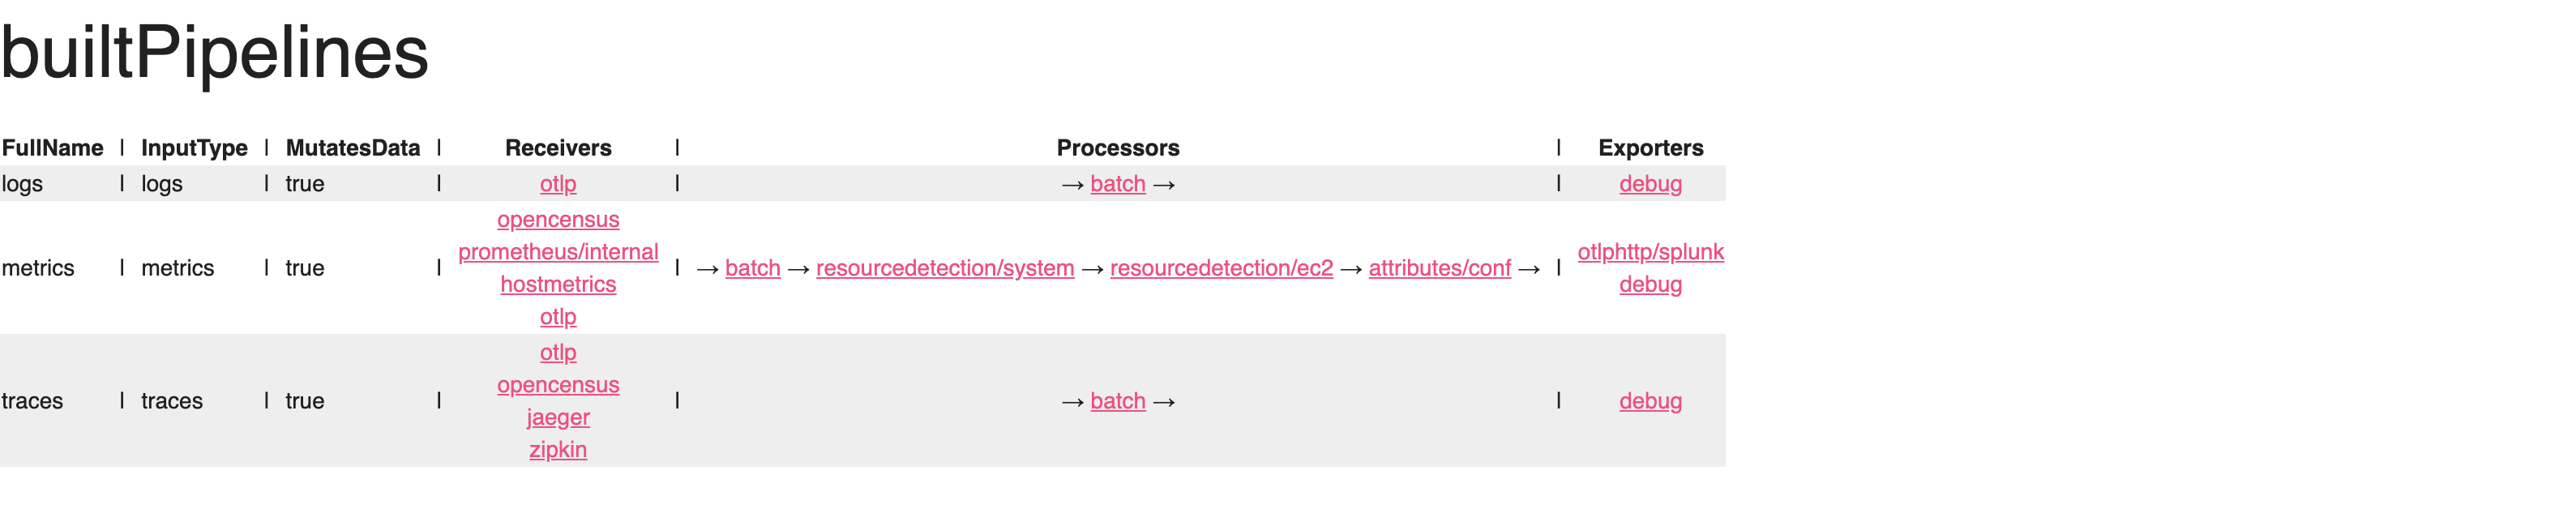 builtPipelines
FullName | InputType | MutatesData | Receivers | Processors | Exporters
logs | logs | true | otlp | → batch → | debug
metrics | metrics | true | opencensus
prometheus/internal
hostmetrics
otlp | → batch → resourcedetection/system → resourcedetection/ec2 → attributes/conf → | otlphttp/splunk
debug
traces | traces | true | otlp
opencensus
jaeger
zipkin | → batch → | debug